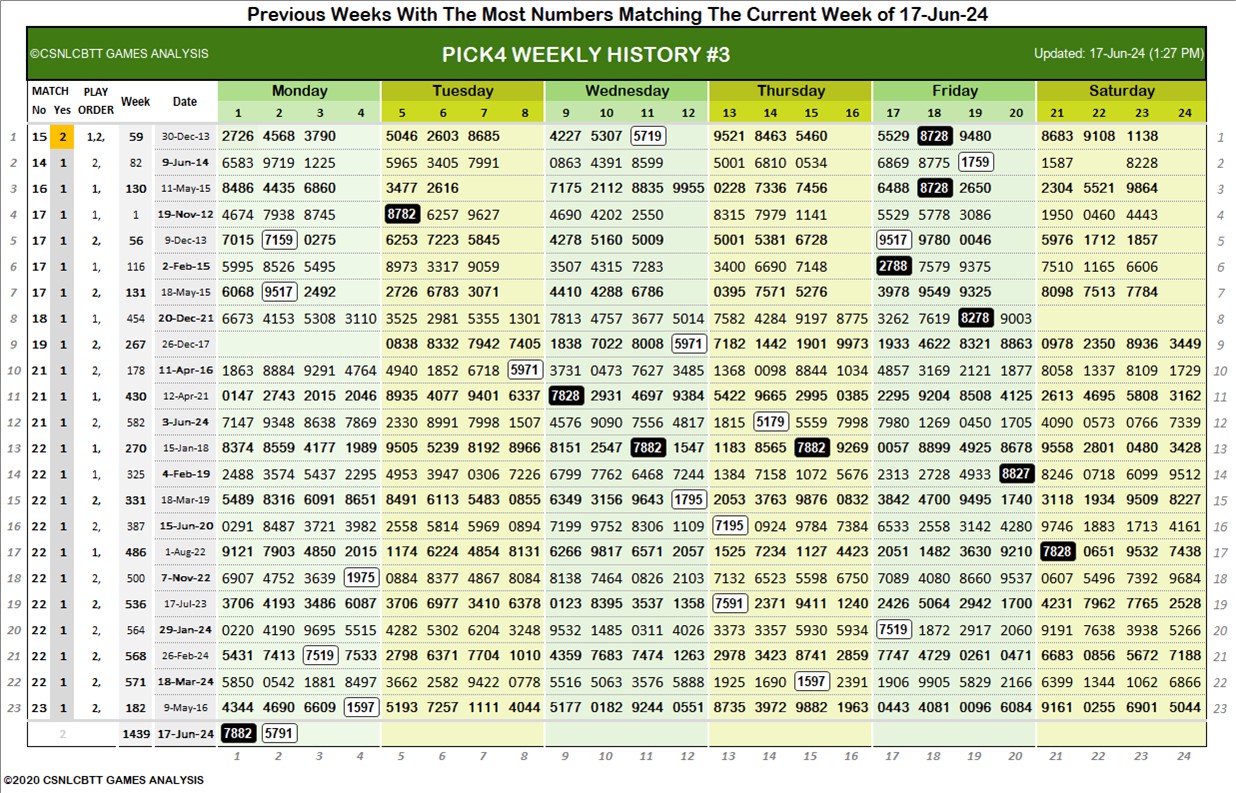 Previous Weeks With The Most Numbers Matching The Current Week of 17-Jun-24
©CSNLCBTT GAMES ANALYSIS PICK4 WEEKLY HISTORY #3 Updated: 17-Jun-24 (1:27 PM)
MATCH PLAY Week Date Monday Tuesday Wednesday Thursday Friday Saturday
No Yes ORDER 1 2 3 4 5 6 7 8 9 10 11 12 13 14 15 16 17 18 19 20 21 22 23 24
1 15 2 1,2, 59 30-Dec-13 2726 4568 3790 5046 2603 8685 4227 5307 5719 9521 8463 5460 5529 8728 9480 8683 9108 1138 1
2 14 1 2, 82 9-Jun-14 6583 9719 1225 5965 3405 7991 0863 4391 8599 5001 6810 0534 6869 8775 1759 1587 8228 2
3 16 1 1, 130 11-May-15 8486 4435 6860 3477 2616 7175 2112 8835 9955 0228 7336 7456 6488 8728 2650 2304 5521 9864 3
4 17 1 1, 1 19-Nov-12 4674 7938 8745 8782 6257 9627 4690 4202 2550 8315 7979 1141 5529 5778 3086 1950 0460 4443 4
5 17 1 2, 56 9-Dec-13 7015 7159 0275 6253 7223 5845 4278 5160 5009 5001 5381 6728 9517 9780 0046 5976 1712 1857 5
6 17 1 1, 116 2-Feb-15 5995 8526 5495 8973 3317 9059 3507 4315 7283 3400 6690 7148 2788 7579 9375 7510 1165 6606 6
7 17 1 2, 131 18-May-15 6068 9517 2492 2726 6783 3071 4410 4288 6786 0395 7571 5276 3978 9549 9325 8098 7513 7784 7
8 18 1 1, 454 20-Dec-21 6673 4153 5308 3110 3525 2981 5355 1301 7813 4757 3677 5014 7582 4284 9197 8775 3262 7619 8278 9003 8
9 19 1 2, 267 26-Dec-17 0838 8332 7942 7405 1838 7022 8008 5971 7182 1442 1901 9973 1933 4622 8321 8863 0978 2350 8936 3449 9
10 21 1 2, 178 11-Apr-16 1863 8884 9291 4764 4940 1852 6718 5971 3731 0473 7627 3485 1368 0098 8844 1034 4857 3169 2121 1877 8058 1337 8109 1729 10
11 21 1 1, 430 12-Apr-21 0147 2743 2015 2046 8935 4077 9401 6337 7828 2931 4697 9384 5422 9665 2995 0385 2295 9204 8508 4125 2613 4695 5808 3162 11
12 21 1 2, 582 3-Jun-24 7147 9348 8638 7869 2330 8991 7998 1507 4576 9090 7556 4817 1815 5179 5559 7998 7980 1269 0450 1705 4090 0573 0766 7339 12
13 22 1 1, 270 15-Jan-18 8374 8559 4177 1989 9505 5239 8192 8966 8151 2547 7882 1547 1183 8565 7882 9269 0057 8899 4925 8678 9558 2801 0480 3428 13
14 22 1 1, 325 4-Feb-19 2488 3574 5437 2295 4953 3947 0306 7226 6799 7762 6468 7244 1384 7158 1072 5676 2313 2728 4933 8827 8246 0718 6099 9512 14
15 22 1 2, 331 18-Mar-19 5489 8316 6091 8651 8491 6113 5483 0855 6349 3156 9643 1795 2053 3763 9876 0832 3842 4700 9495 1740 3118 1934 9509 8227 15
16 22 1 2, 387 15-Jun-20 0291 8487 3721 3982 2558 5814 5969 0894 7199 9752 8306 1109 7195 0924 9784 7384 6533 2558 3142 4280 9746 1883 1713 4161 16
17 22 1 1, 486 1-Aug-22 9121 7903 4850 2015 1174 6224 4854 8131 6266 9817 6571 2057 1525 7234 1127 4423 2051 1482 3630 9210 7828 0651 9532 7438 17
18 22 1 2, 500 7-Nov-22 6907 4752 3639 1975 0884 8377 4867 8084 8138 7464 0826 2103 7132 6523 5598 6750 7089 4080 8660 9537 0607 5496 7392 9684 18
19 22 1 2, 536 17-Jul-23 3706 4193 3486 6087 3706 6977 3410 6378 0123 8395 3537 1358 7591 2371 9411 1240 2426 5064 2942 1700 4231 7962 7765 2528 19
20 22 1 2, 564 29-Jan-24 0220 4190 9695 5515 4282 5302 6204 3248 9532 1485 0311 4026 3373 3357 5930 5934 7519 1872 2917 2060 9191 7638 3938 5266 20
21 22 1 2, 568 26-Feb-24 5431 7413 7519 7533 2798 6371 7704 1010 4359 7683 7474 1263 2978 3423 8741 2859 7747 4729 0261 0471 6683 0856 5672 7188 21
22 22 1 2, 571 18-Mar-24 5850 0542 1881 8497 3662 2582 9422 0778 5516 5063 3576 5888 1925 1690 1597 2391 1906 9905 5829 2166 6399 1344 1062 6866 22
23 23 1 2, 182 9-May-16 4344 4690 6609 1597 5193 7257 1111 4044 5177 0182 9244 0551 8735 3972 9882 1963 0443 4081 0096 6084 9161 0255 6901 5044 23
2 1439 17-Jun-24 7882 5791
1 2 3 4 5 6 7 8 9 10 11 12 13 14 15 16 17 18 19 20 21 22 23 24
©2020 CSNLCBTT GAMES ANALYSIS